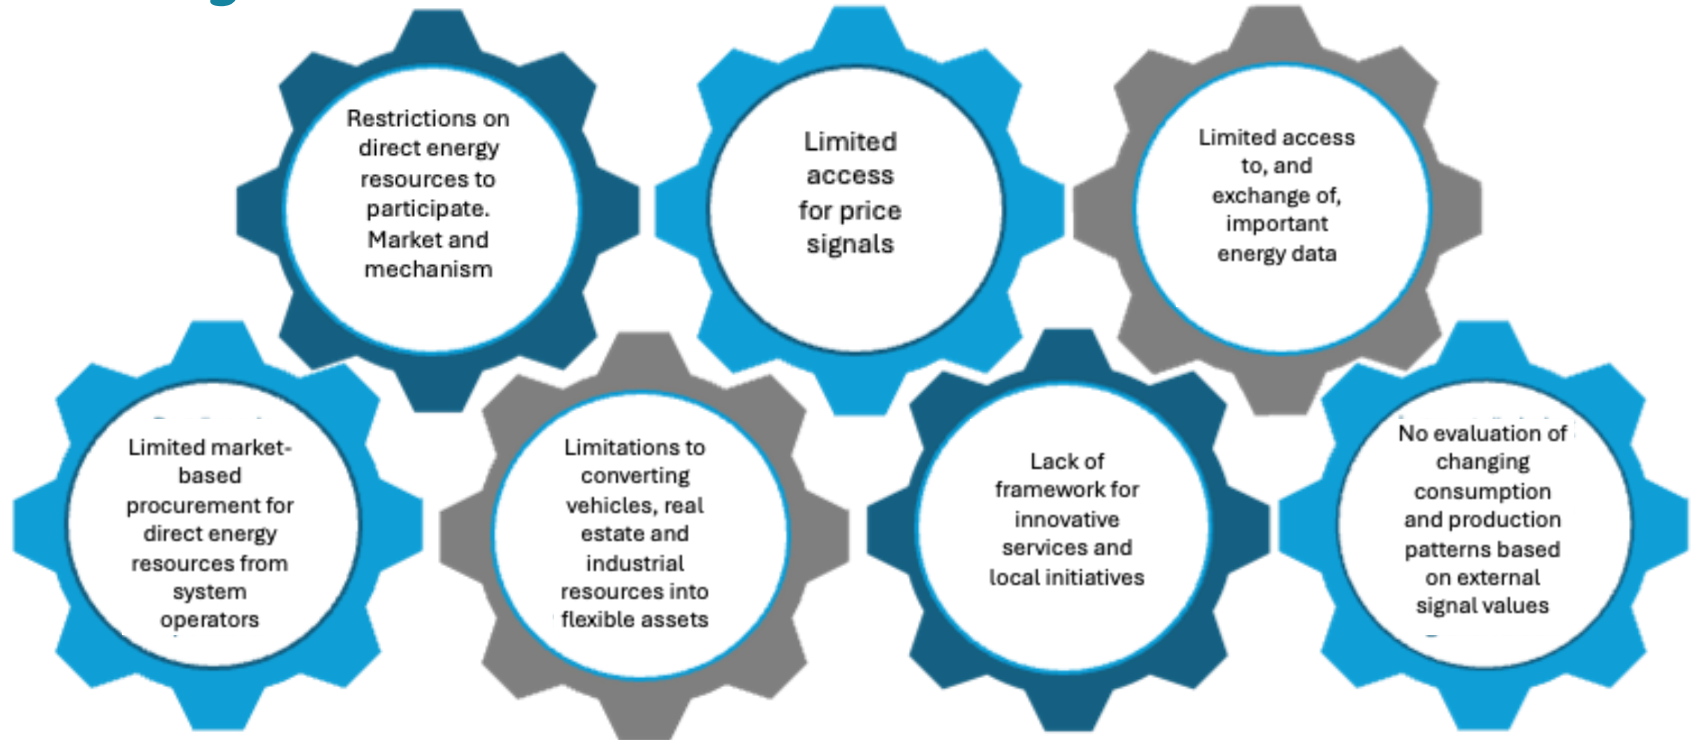 Restrictions on
direct energy
resources to
participate.
Market and
mechanism
Limited
access
for price
signals
Limited access
to, and
exchange of,
important
energy data
Limited market-
based
procurement for
direct energy
resources from
system
operators
Limitations to
converting
vehicles, real
estate and
industrial
resources into
flexible assets
Lack of
framework for
innovative
services and
local initiatives
No evaluation of
changing
consumption
and production
patterns based
on external
signal values